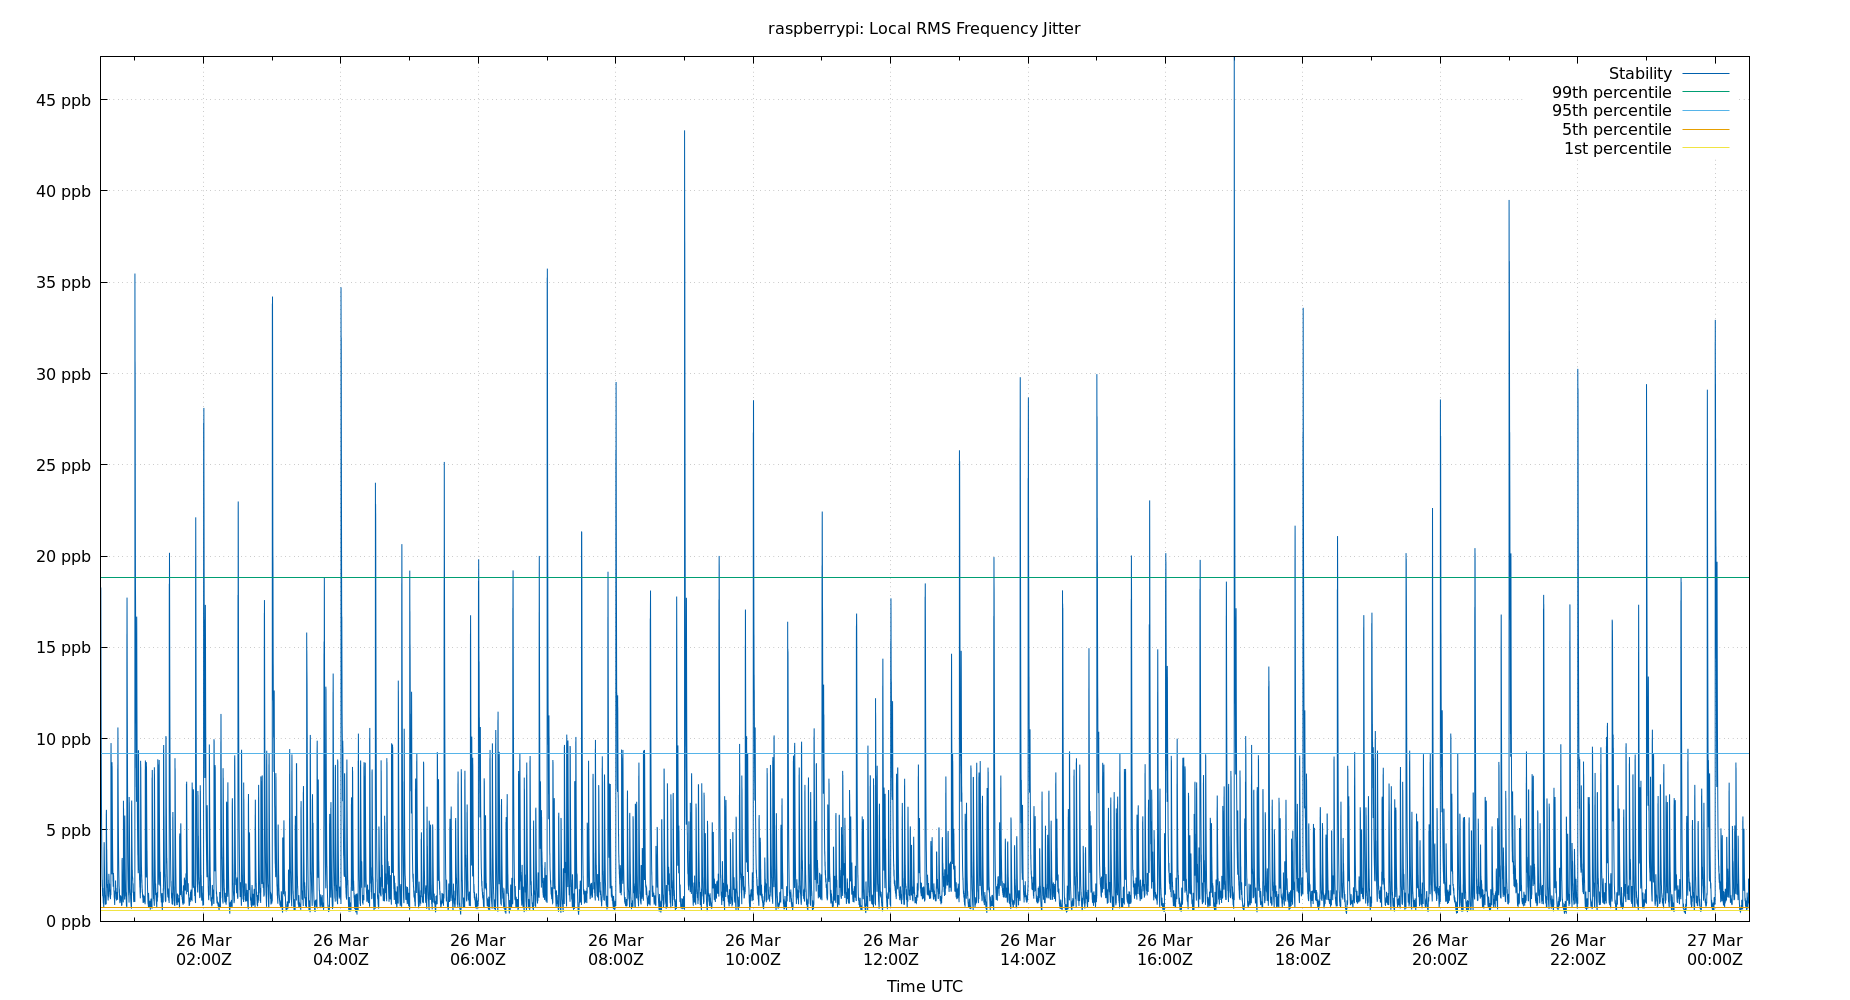 raspberrypi: Local RMS Frequency Jitter
Stability
99th percentile
95th percentile
5th percentile
1st percentile
45 ppb
40 ppb
35 ppb
30 ppb
25 ppb
20 ppb
15 ppb
10 ppb
5 ppb
0 ppb
26 Mar 26 Mar 26 Mar 26 Mar 26 Mar 26 Mar 26 Mar 26 Mar 26 Mar 26 Mar 26 Mar 27 Mar
02:00Z 04:00Z 06:00Z 08:00Z 10:00Z 12:00Z 14:00Z 16:00Z 18:00Z 20:00Z 22:00Z 00:00Z
Time UTC